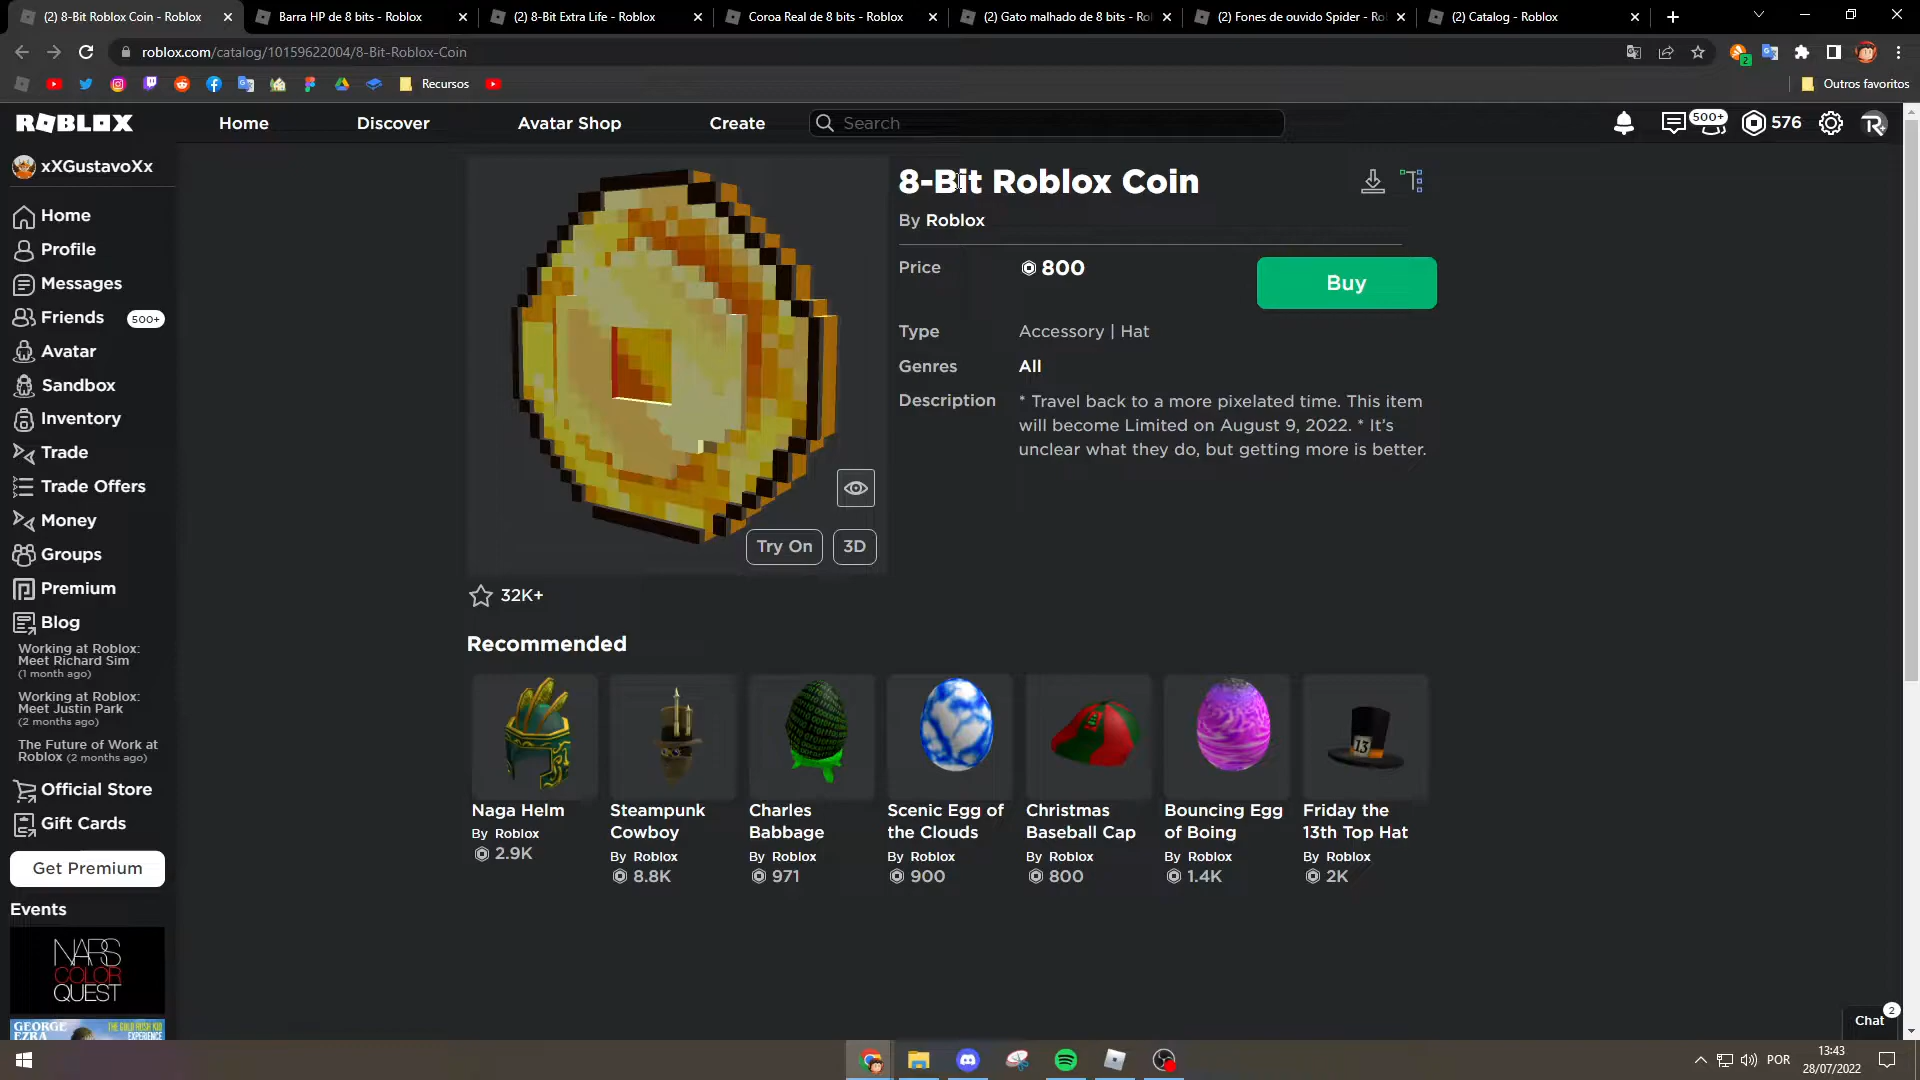 (2) 8-Bit Roblox Coin - Roblox
Barra HP de 8 bits - Roblox
(2) 8-Bit Extra Life - Roblox
Coroa Real de 8 bits - Roblox
(2) Gato malhado de 8 bits - Ro
(2) Fones de ouvido Spider - Ro
(2) Catalog - Roblox
roblox.com/catalog/10159622004/8-Bit-Roblox-Coin
2
Recursos
Outros favoritos
ROBLOX
Home
Discover
Avatar Shop
Create
Search
500+
576
xXGustavoXx
Home
Profile
Messages
Friends
500+
Avatar
Sandbox
Inventory
Trade
Trade Offers
Money
Groups
Premium
Blog
Working at Roblox:
Meet Richard Sim
(1 month ago)
Working at Roblox:
Meet Justin Park
(2 months ago)
The Future of Work at
Roblox (2 months ago)
Official Store
Gift Cards
Get Premium
Events
NARS
COLOR
QUEST
GEORGE
EZRA
THE GOLD RUSH KID
EXPERIENCE
8-Bit Roblox Coin
By Roblox
Price
800
Buy
Type
Accessory | Hat
Genres
All
Description
* Travel back to a more pixelated time. This item
will become Limited on August 9, 2022. * It's
unclear what they do, but getting more is better.
Try On
3D
32K+
Recommended
Naga Helm
By Roblox
2.9K
Steampunk
Cowboy
By Roblox
8.8K
Charles
Babbage
By Roblox
971
Scenic Egg of
the Clouds
By Roblox
900
Christmas
Baseball Cap
By Roblox
800
Bouncing Egg
of Boing
By Roblox
1.4K
13
Friday the
13th Top Hat
By Roblox
2K
Chat
2
POR
13:43
28/07/2022